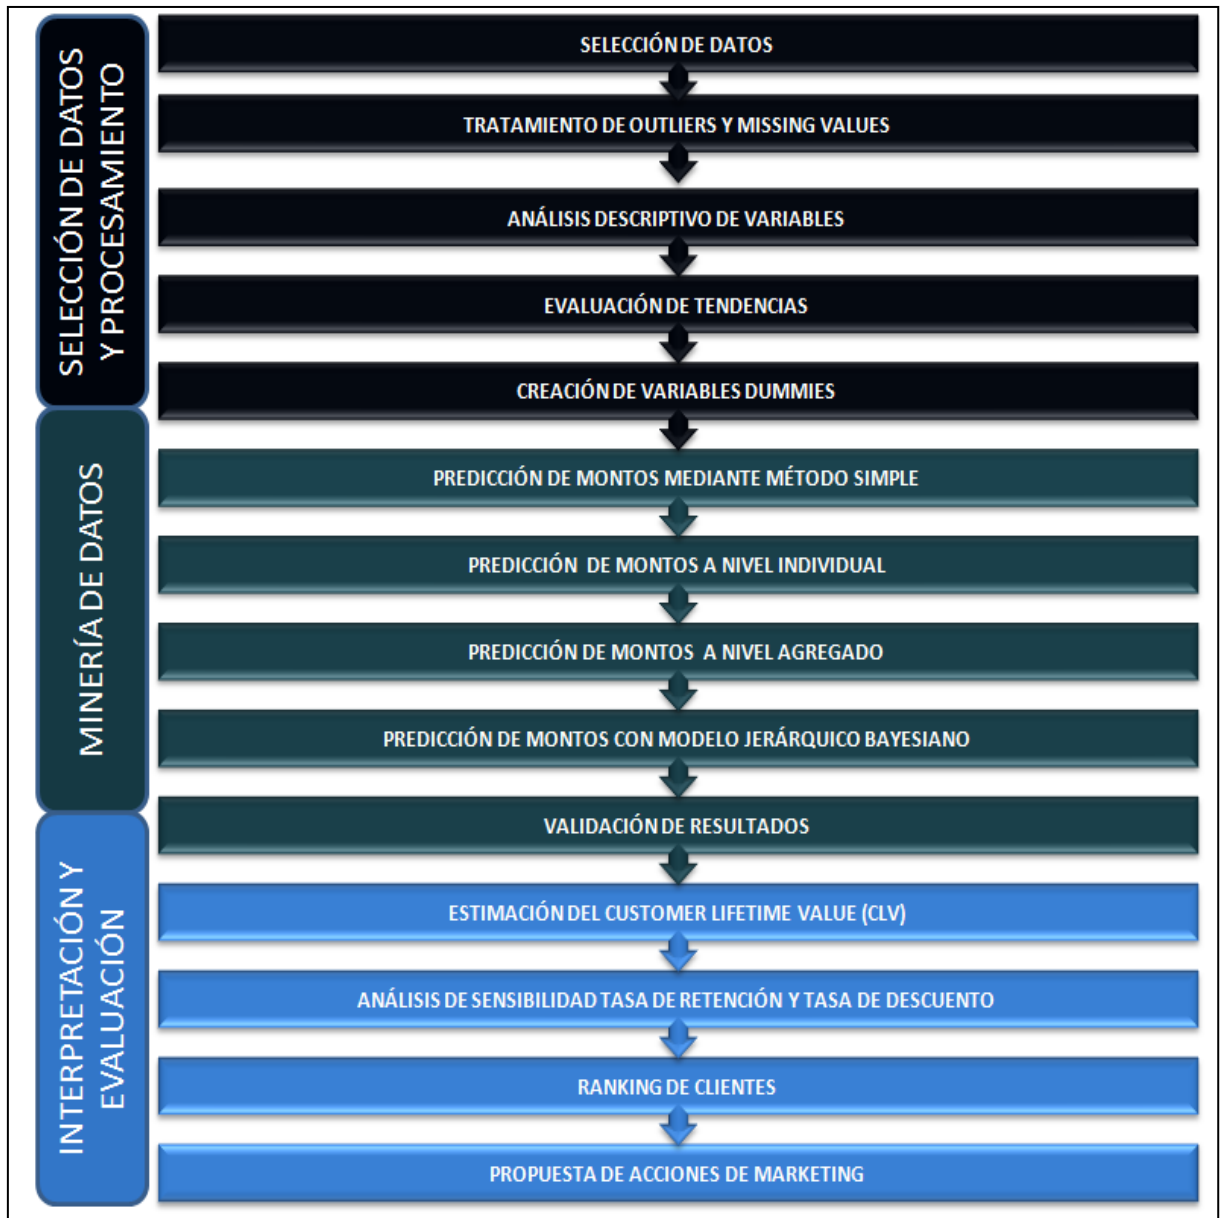 SELECCIÓN DE DATOS
Y PROCESAMIENTO
SELECCIÓN DE DATOS
TRATAMIENTO DE OUTLIERS Y MISSING VALUES
ANÁLISIS DESCRIPTIVO DE VARIABLES
EVALUACIÓN DE TENDENCIAS
CREACIÓN DE VARIABLES DUMMIES
MINERÍA DE DATOS
PREDICCIÓN DE MONTOS MEDIANTE MÉTODO SIMPLE
PREDICCIÓN DE MONTOS A NIVEL INDIVIDUAL
PREDICCIÓN DE MONTOS A NIVEL AGREGADO
PREDICCIÓN DE MONTOS CON MODELO JERÁRQUICO BAYESIANO
VALIDACIÓN DE RESULTADOS
INTERPRETACIÓN Y
EVALUACIÓN
ESTIMACIÓN DEL CUSTOMER LIFETIME VALUE (CLV)
ANÁLISIS DE SENSIBILIDAD TASA DE RETENCIÓN Y TASA DE DESCUENTO
RANKING DE CLIENTES
PROPUESTA DE ACCIONES DE MARKETING